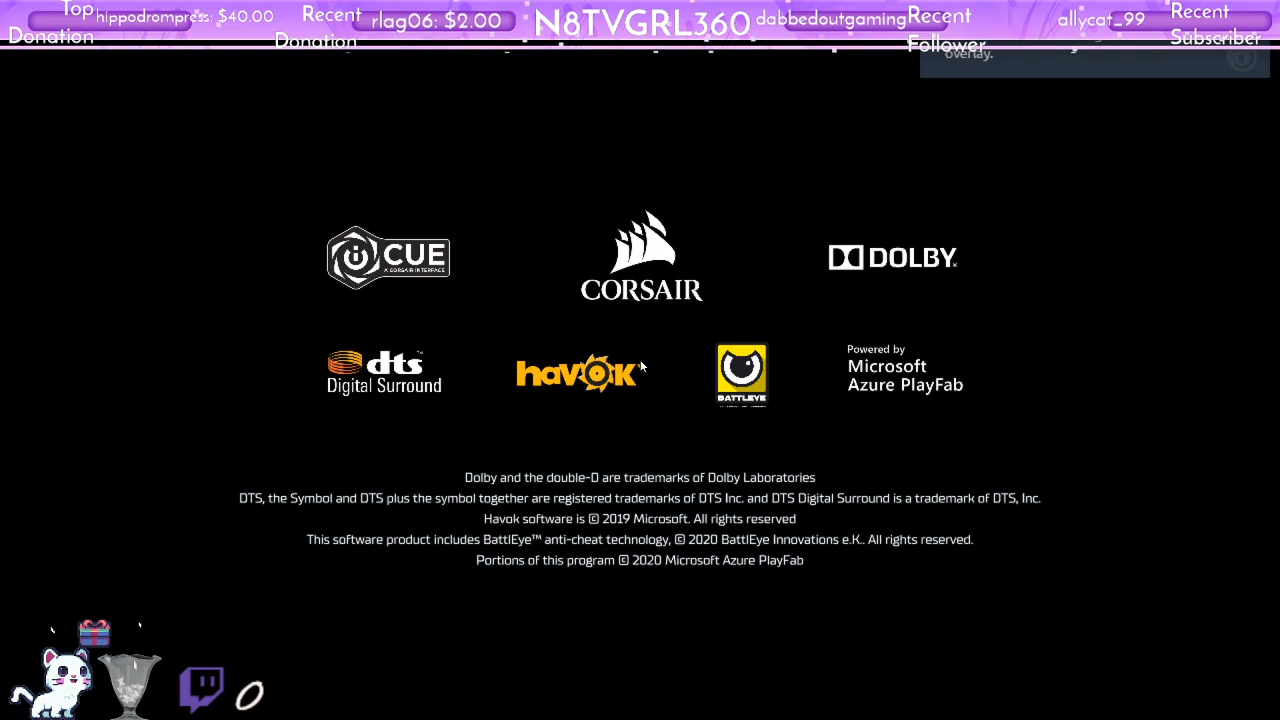 Top
Donation
hippodrompress: $40.00
Recent
Donation
rlag06: $2.00
N8TVGRL360
dabbedoutgaming
Recent
Follower
allycat_99
Recent
Subscriber
overlay.
iCUE
A CORSAIR INTERFACE
CORSAIR
DOLBY
dts
Digital Surround
havok
BATTLEYE
Powered by
Microsoft
Azure PlayFab
Dolby and the double-D are trademarks of Dolby Laboratories
DTS, the Symbol and DTS plus the symbol together are registered trademarks of DTS Inc. and DTS Digital Surround is a trademark of DTS, Inc.
Havok software is © 2019 Microsoft. All rights reserved
This software product includes BattlEye™ anti-cheat technology, © 2020 BattlEye Innovations e.K.. All rights reserved.
Portions of this program © 2020 Microsoft Azure PlayFab
0